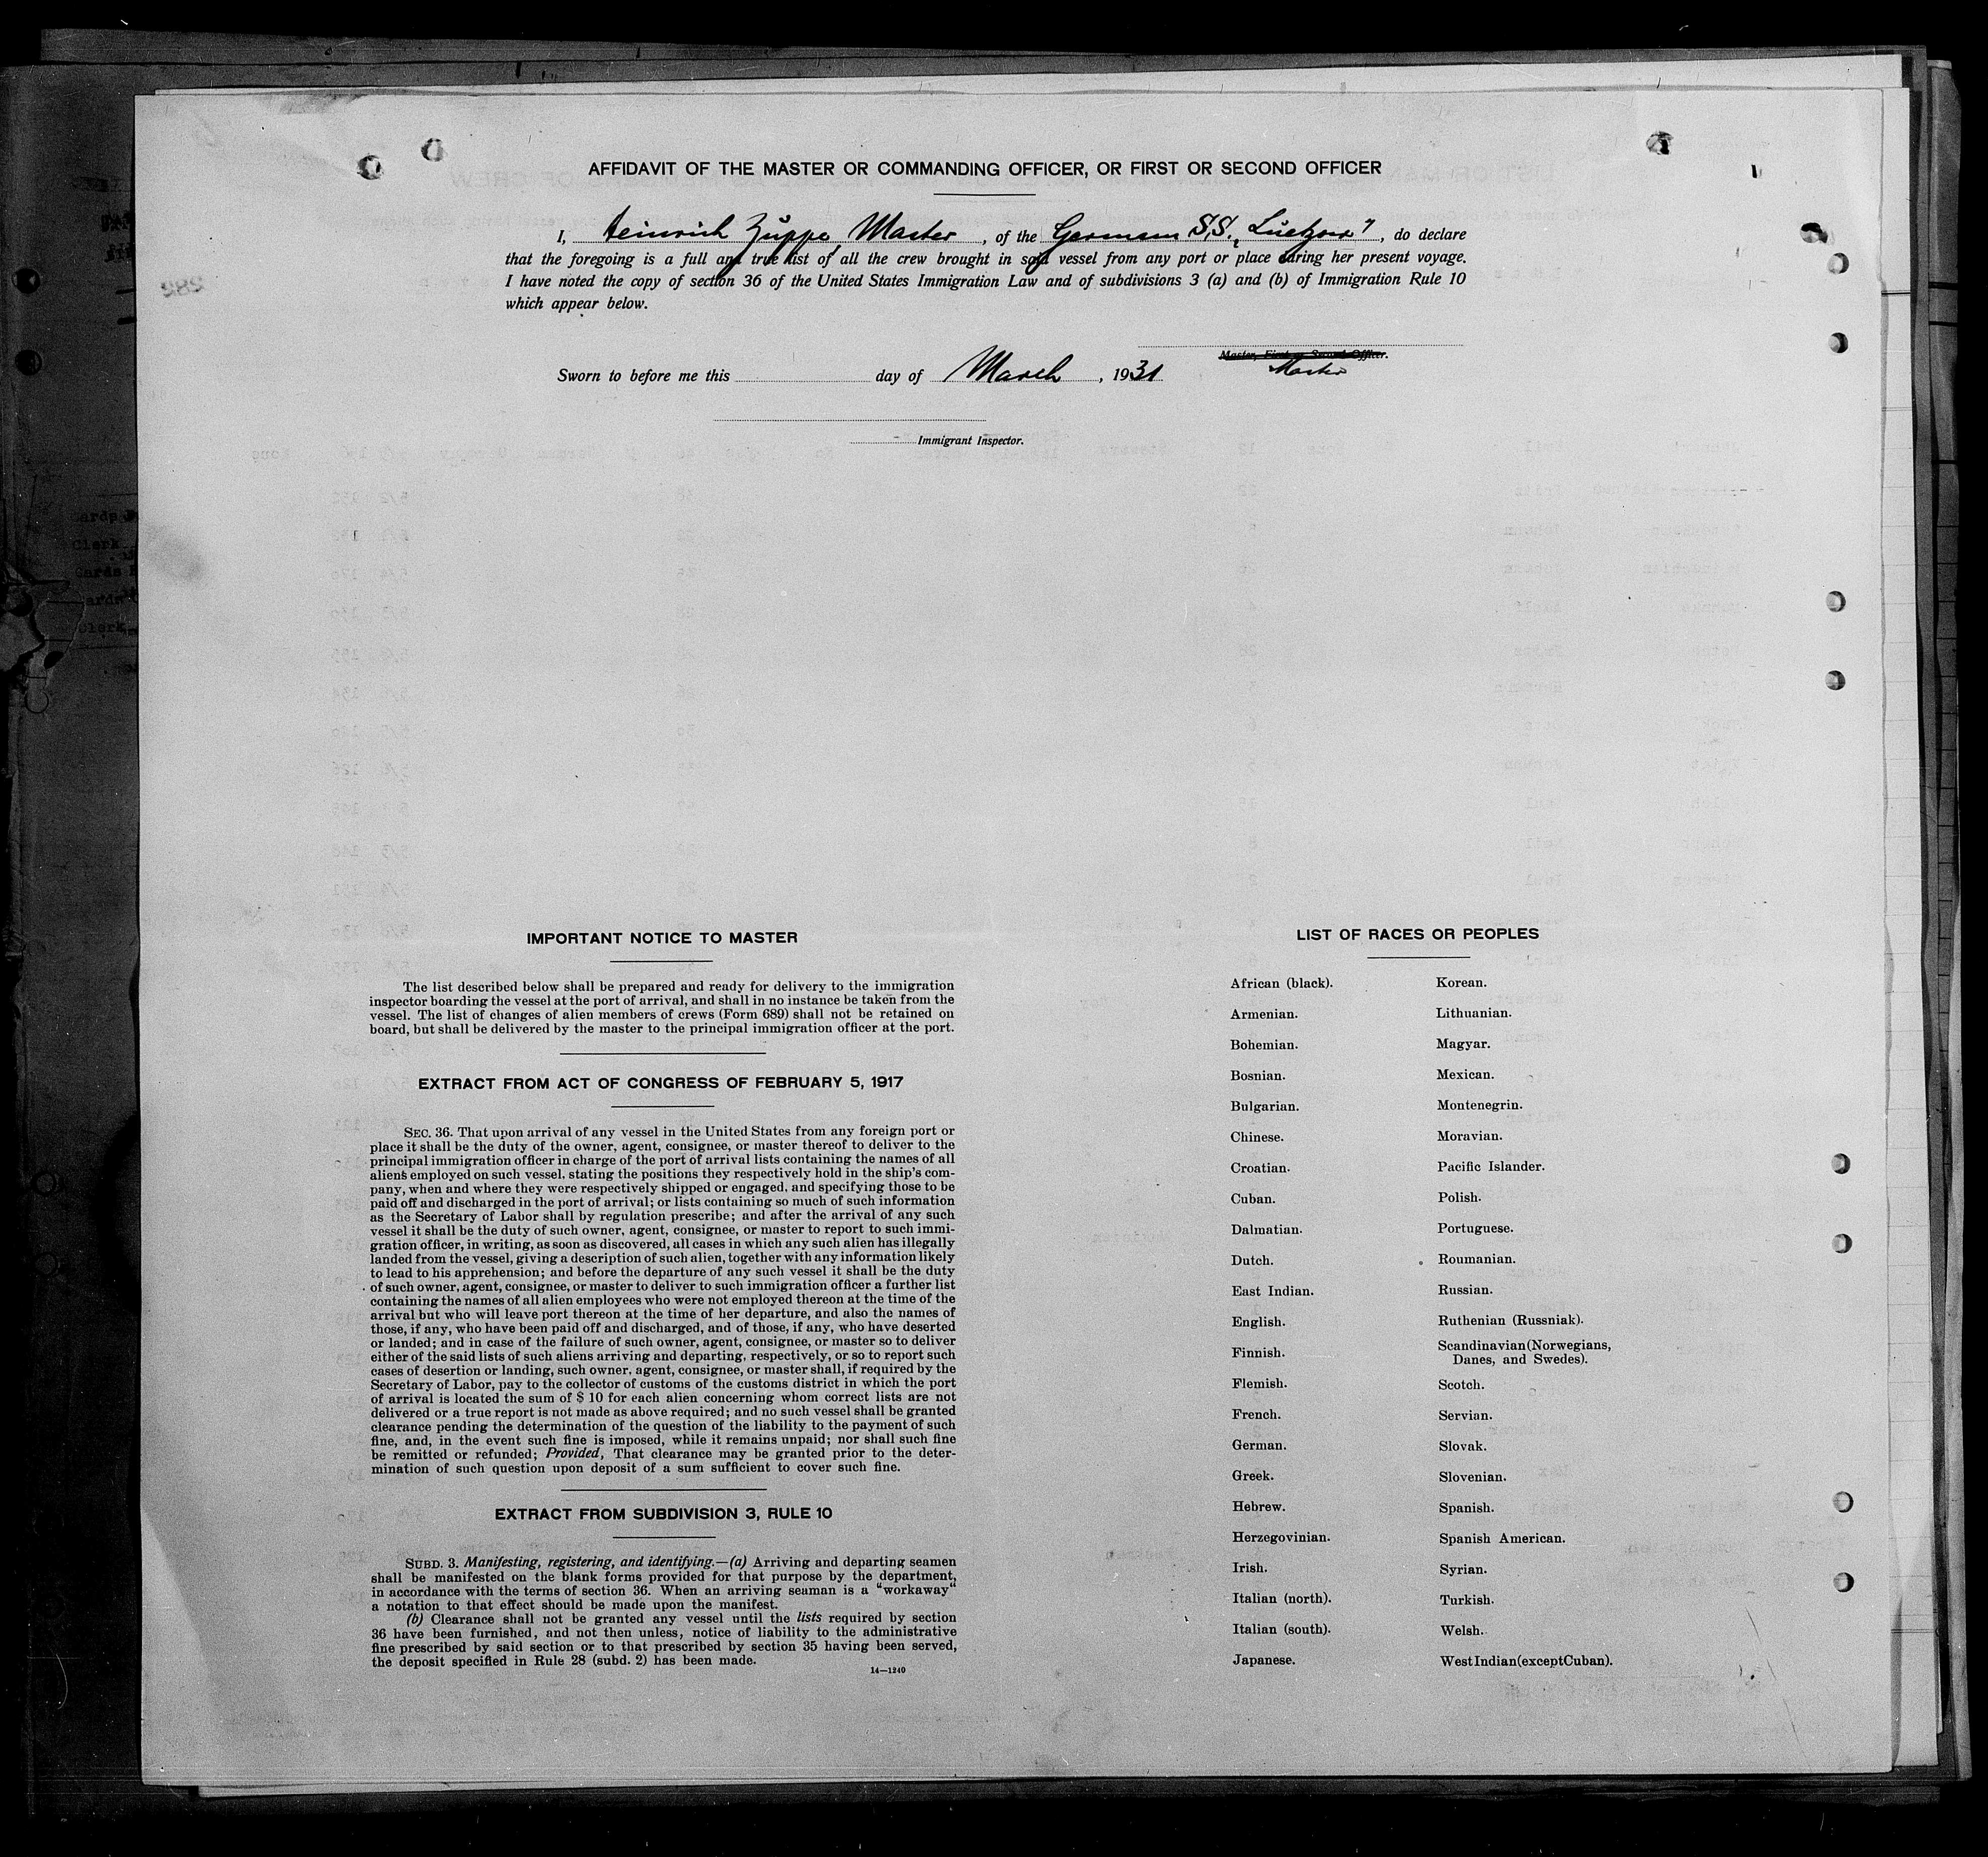 AFFIDAVIT OF THE MASTER OR COMMANDING OFFICER, OR FIRST OR SECOND OFFICER
I, Heinrich Züppe, Master, of the German S.S. „Lützow", do declare
that the foregoing is a full and true list of all the crew brought in said vessel from any port or place during her present voyage.
I have noted the copy of section 36 of the United States Immigration Law and of subdivisions 3 (a) and (b) of Immigration Rule 10
which appear below.
Master, First or Second Officer.
Master
Sworn to before me this day of March, 1931
Immigrant Inspector.
IMPORTANT NOTICE TO MASTER
The list described below shall be prepared and ready for delivery to the immigration
inspector boarding the vessel at the port of arrival, and shall in no instance be taken from the
vessel. The list of changes of alien members of crews (Form 689) shall not be retained on
board, but shall be delivered by the master to the principal immigration officer at the port.
EXTRACT FROM ACT OF CONGRESS OF FEBRUARY 5, 1917
SEC. 36. That upon arrival of any vessel in the United States from any foreign port or
place it shall be the duty of the owner, agent, consignee, or master thereof to deliver to the
principal immigration officer in charge of the port of arrival lists containing the names of all
aliens employed on such vessel, stating the positions they respectively hold in the ship's com-
pany, when and where they were respectively shipped or engaged, and specifying those to be
paid off and discharged in the port of arrival; or lists containing so much of such information
as the Secretary of Labor shall by regulation prescribe; and after the arrival of any such
vessel it shall be the duty of such owner, agent, consignee, or master to report to such immi-
gration officer, in writing, as soon as discovered, all cases in which any such alien has illegally
landed from the vessel, giving a description of such alien, together with any information likely
to lead to his apprehension; and before the departure of any such vessel it shall be the duty
of such owner, agent, consignee, or master to deliver to such immigration officer a further list
containing the names of all alien employees who were not employed thereon at the time of the
arrival but who will leave port thereon at the time of her departure, and also the names of
those, if any, who have been paid off and discharged, and of those, if any, who have deserted
or landed; and in case of the failure of such owner, agent, consignee, or master so to deliver
either of the said lists of such aliens arriving and departing, respectively, or so to report such
cases of desertion or landing, such owner, agent, consignee, or master shall, if required by the
Secretary of Labor, pay to the collector of customs of the customs district in which the port
of arrival is located the sum of $ 10 for each alien concerning whom correct lists are not
delivered or a true report is not made as above required; and no such vessel shall be granted
clearance pending the determination of the question of the liability to the payment of such
fine, and, in the event such fine is imposed, while it remains unpaid; nor shall such fine
be remitted or refunded; Provided, That clearance may be granted prior to the deter-
mination of such question upon deposit of a sum sufficient to cover such fine.
EXTRACT FROM SUBDIVISION 3, RULE 10
SUBD. 3. Manifesting, registering, and identifying.—(a) Arriving and departing seamen
shall be manifested on the blank forms provided for that purpose by the department,
in accordance with the terms of section 36. When an arriving seaman is a "workaway"
a notation to that effect should be made upon the manifest.
(b) Clearance shall not be granted any vessel until the lists required by section
36 have been furnished, and not then unless, notice of liability to the administrative
fine prescribed by said section or to that prescribed by section 35 having been served,
the deposit specified in Rule 28 (subd. 2) has been made.
14—1240
LIST OF RACES OR PEOPLES
African (black).
Armenian.
Bohemian.
Bosnian.
Bulgarian.
Chinese.
Croatian.
Cuban.
Dalmatian.
Dutch.
East Indian.
English.
Finnish.
Flemish.
French.
German.
Greek.
Hebrew.
Herzegovinian.
Irish.
Italian (north).
Italian (south).
Japanese.
Korean.
Lithuanian.
Magyar.
Mexican.
Montenegrin.
Moravian.
Pacific Islander.
Polish.
Portuguese.
Roumanian.
Russian.
Ruthenian (Russniak).
Scandinavian (Norwegians,
Danes, and Swedes).
Scotch.
Servian.
Slovak.
Slovenian.
Spanish.
Spanish American.
Syrian.
Turkish.
Welsh.
West Indian (except Cuban).